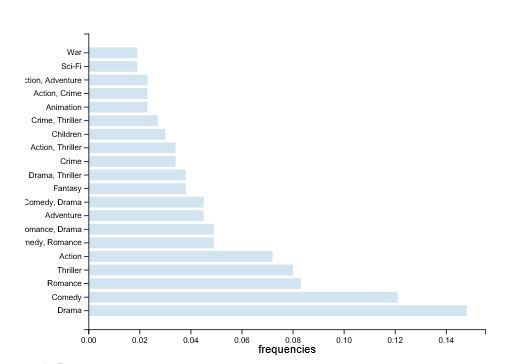 War
Sci-Fi
ction, Adventure
Action, Crime
Animation
Crime, Thriller
Children
Action, Thriller
Crime
Drama, Thriller
Fantasy
Comedy, Drama
Adventure
omance, Drama
medy, Romance
Action
Thriller
Romance
Comedy
Drama
0.00 0.02 0.04 0.06 0.08 0.10 0.12 0.14
frequencies